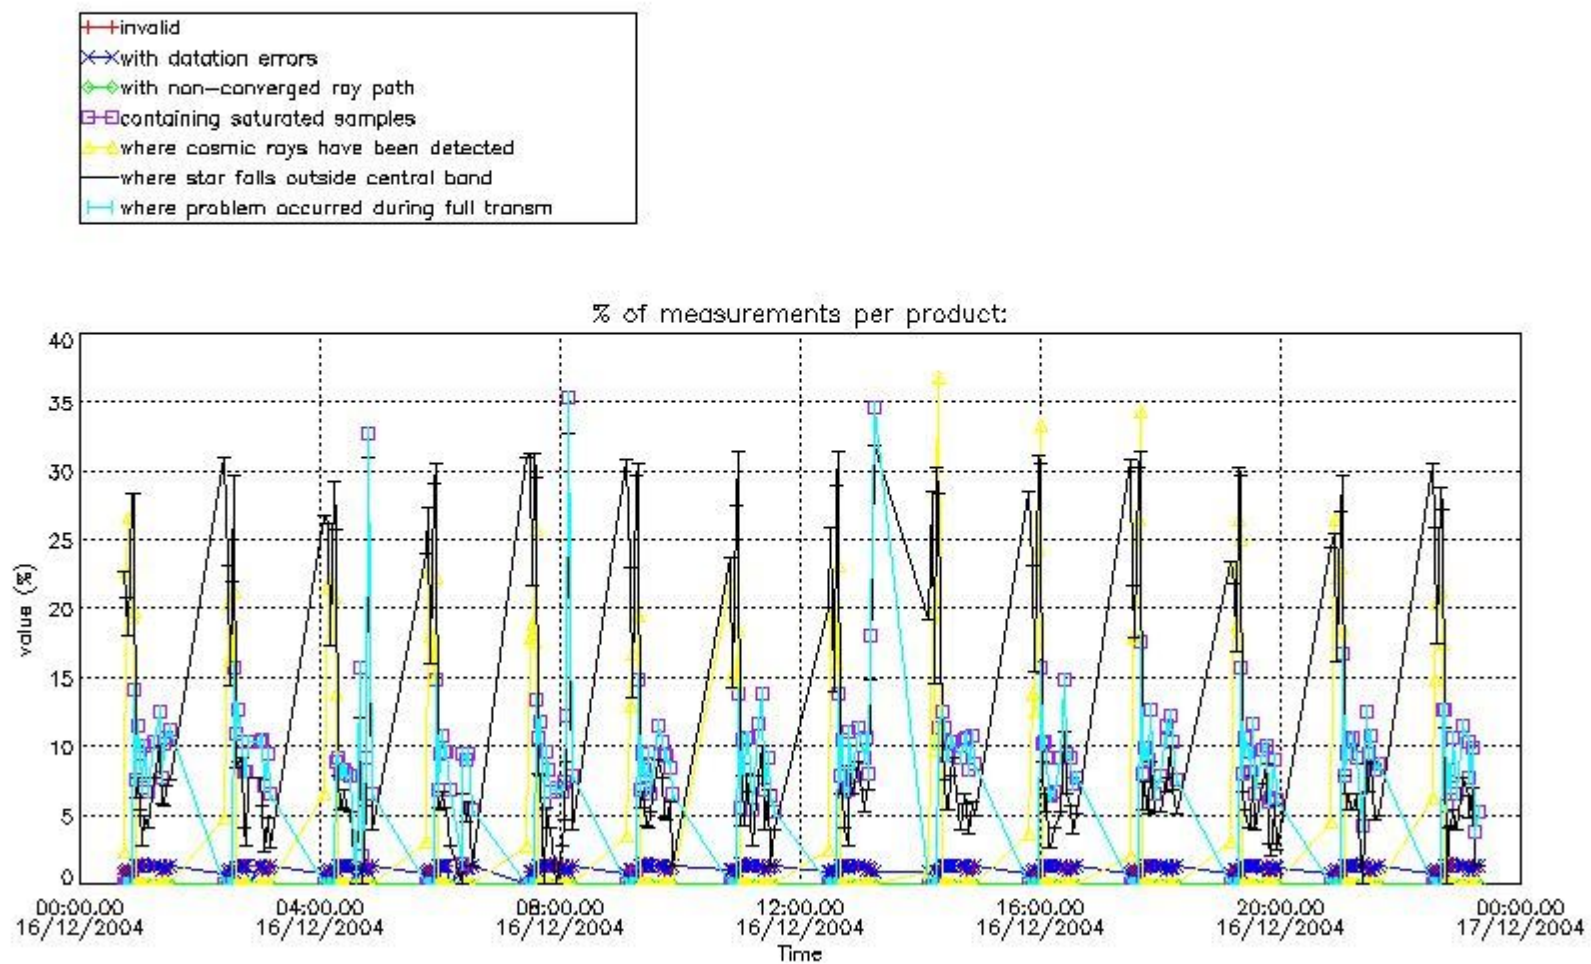 invalid
with datation errors
with non-converged ray path
containing saturated samples
where cosmic rays have been detected
where star falls outside central band
where problem occurred during full transm
% of measurements per product:
40
35
30
25
20
15
10
5
0
value (%)
00:00:00 04:00:00 08:00:00 12:00:00 16:00:00 20:00:00 00:00:00
16/12/2004 16/12/2004 16/12/2004 16/12/2004 16/12/2004 16/12/2004 17/12/2004
Time